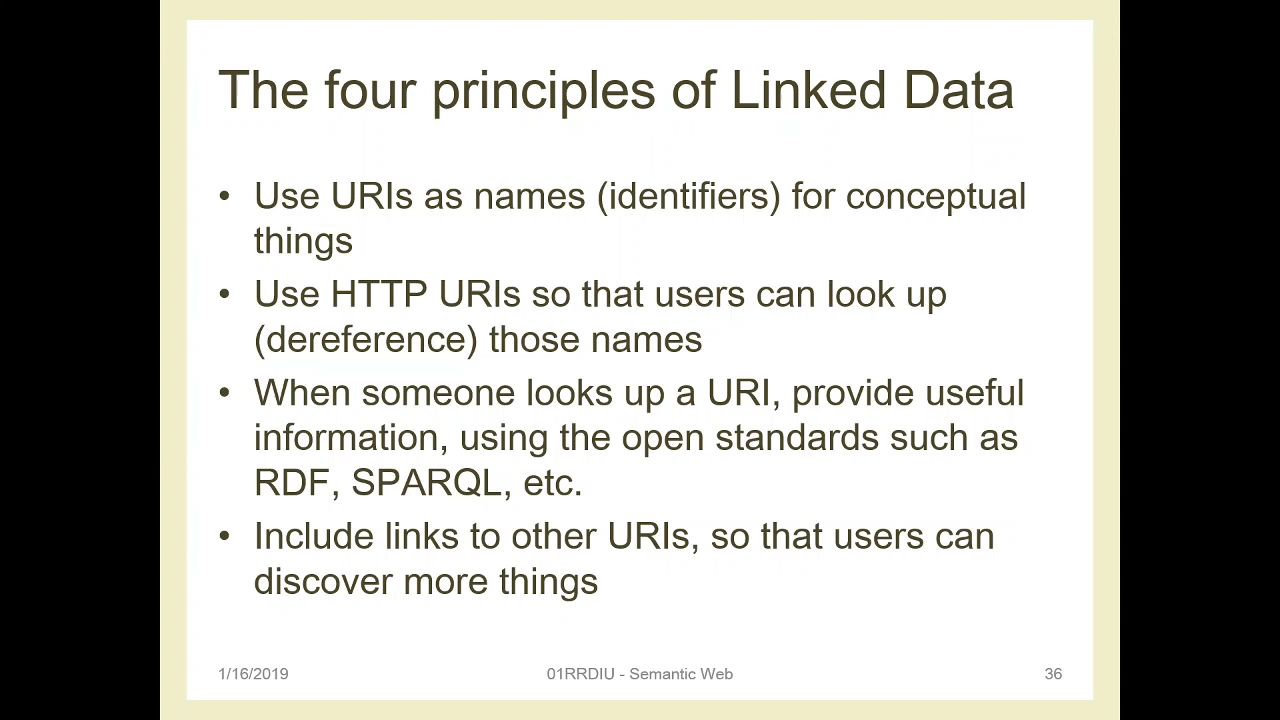 The four principles of Linked Data
• Use URIs as names (identifiers) for conceptual
things
• Use HTTP URIs so that users can look up
(dereference) those names
• When someone looks up a URI, provide useful
information, using the open standards such as
RDF, SPARQL, etc.
• Include links to other URIs, so that users can
discover more things
1/16/2019
01RRDIU - Semantic Web
36